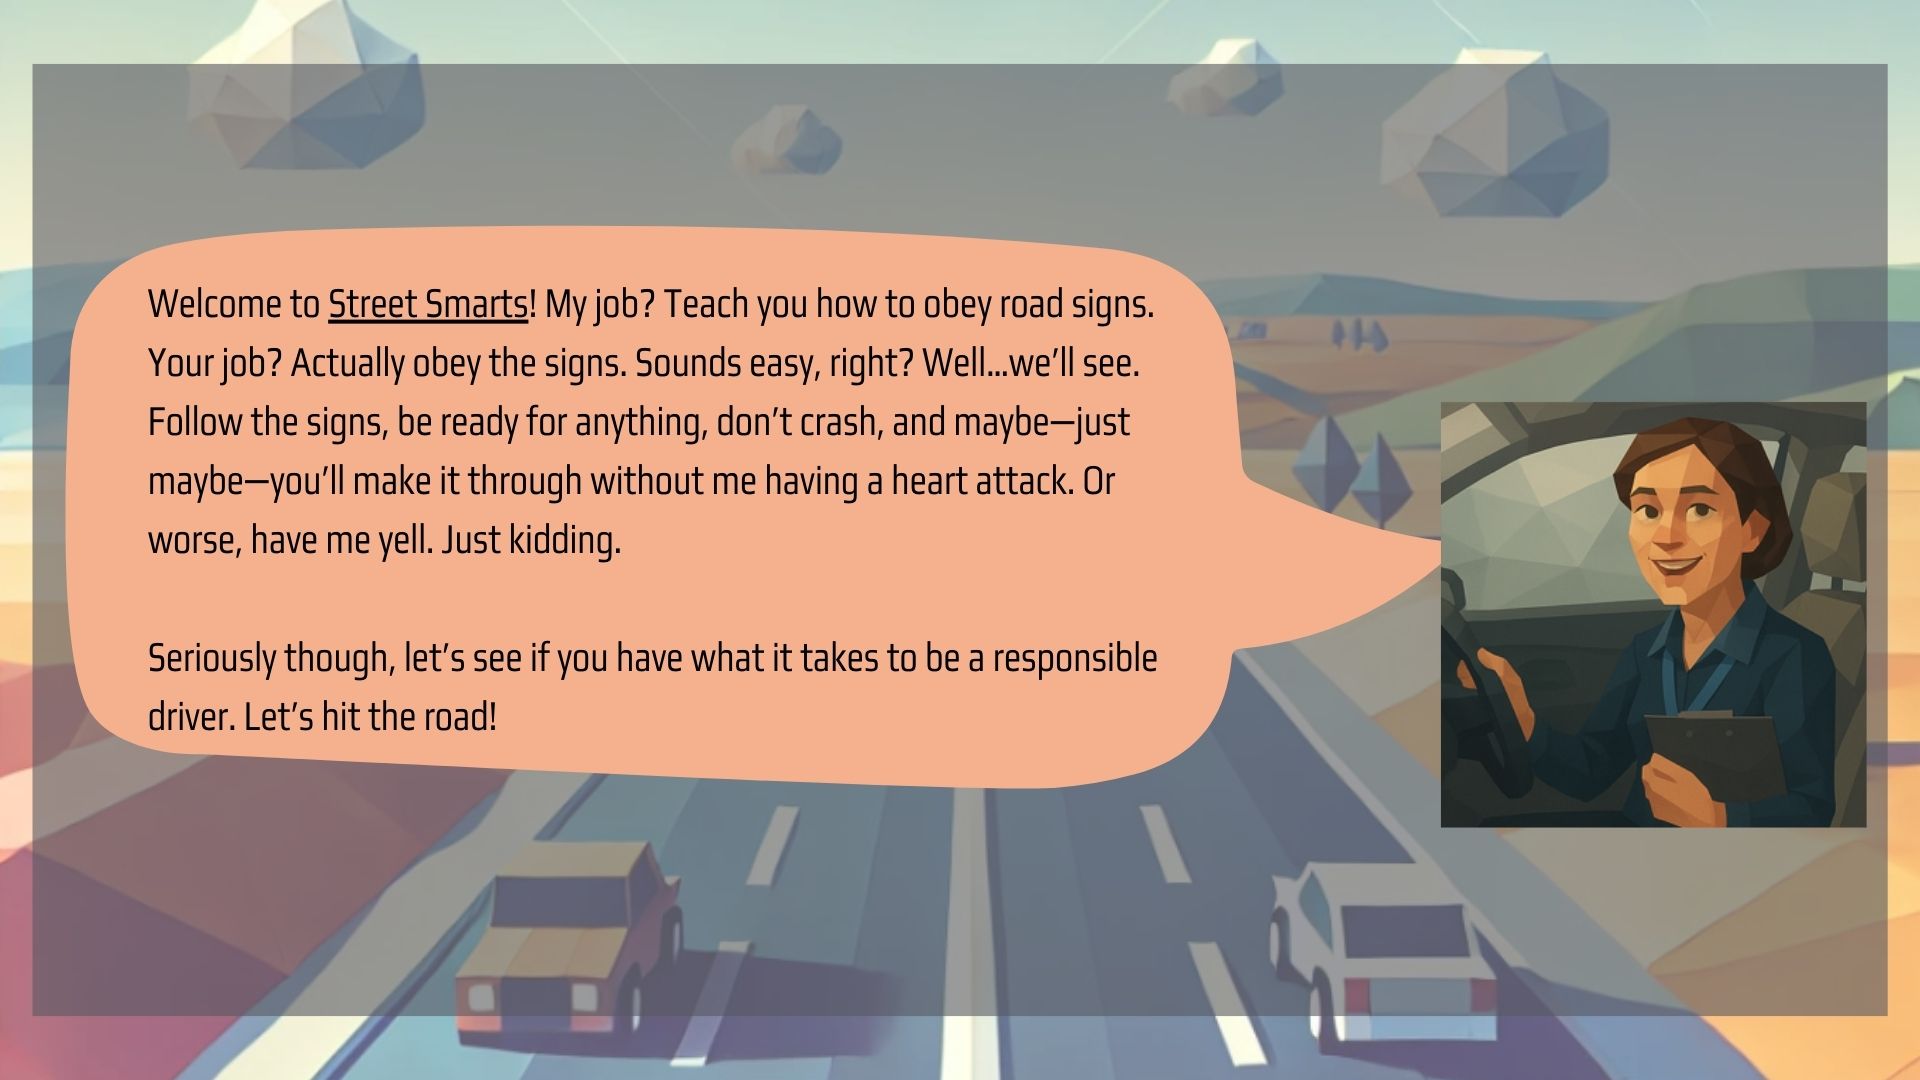 Welcome to Street Smarts! My job? Teach you how to obey road signs.
Your job? Actually obey the signs. Sounds easy, right? Well...we’ll see.
Follow the signs, be ready for anything, don’t crash, and maybe—just
maybe—you’ll make it through without me having a heart attack. Or
worse, have me yell. Just kidding.
Seriously though, let’s see if you have what it takes to be a responsible
driver. Let’s hit the road!